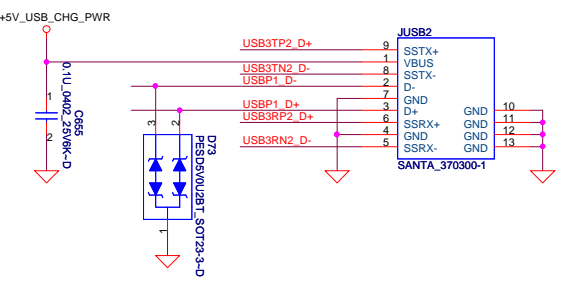 +5V_USB_CHG_PWR
JUSB2
USB3TP2_D+ 9 SSTX+
1 VBUS
USB3TN2_D- 8 SSTX-
USBP1_D- 2 D-
7 GND
USBP1_D+ 3 D+ GND 10
USB3RP2_D+ 6 SSRX+ GND 11
4 GND GND 12
USB3RN2_D- 5 SSRX- GND 13
SANTA_370300-1
1
2
C655
0.1U_0402_25V6K~D
3
2
1
D73
PESD5V0U2BT_SOT23-3~D